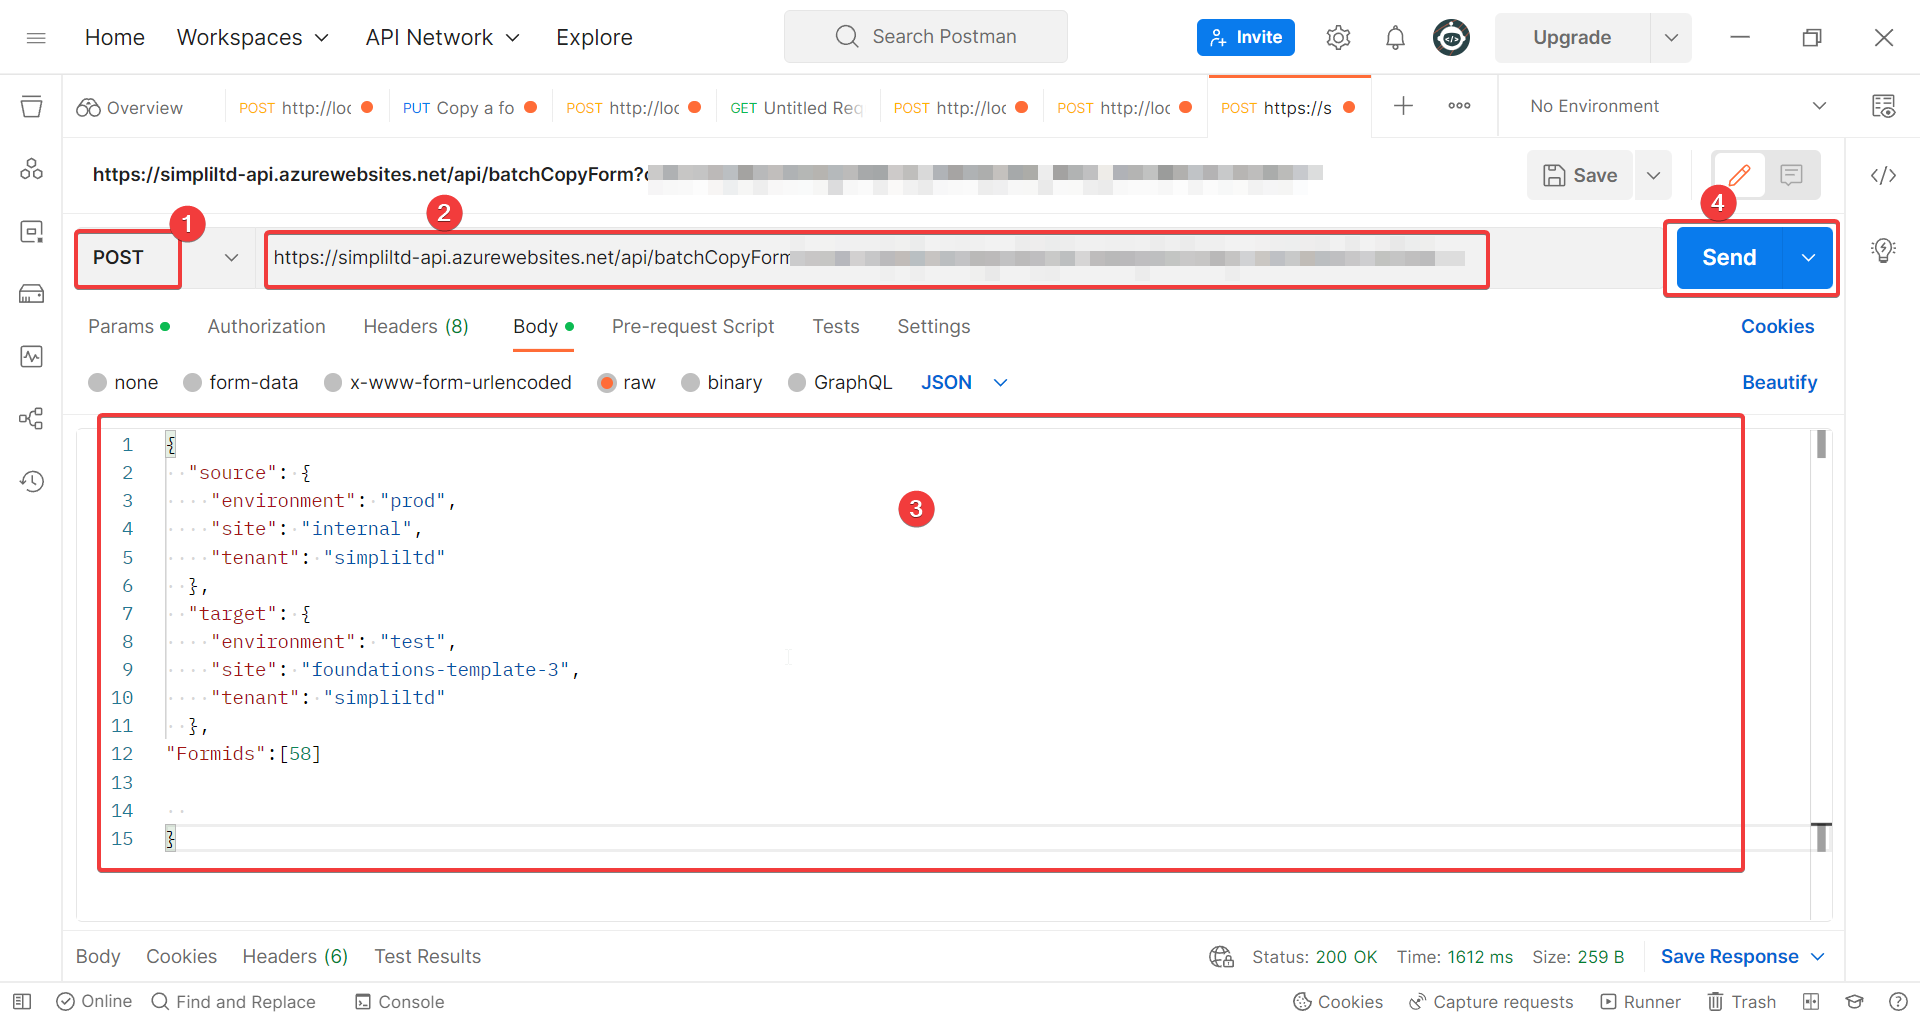 Home Workspaces API Network Explore Search Postman Invite Upgrade
Overview POST http://loc PUT Copy a fo POST http://loc GET Untitled Req POST http://loc POST http://loc POST https://s No Environment
https://simpliltd-api.azurewebsites.net/api/batchCopyForm? Save
1 2 4
POST https://simpliltd-api.azurewebsites.net/api/batchCopyForm Send
Params Authorization Headers (8) Body Pre-request Script Tests Settings Cookies
none form-data x-www-form-urlencoded raw binary GraphQL JSON Beautify
1 {
2 "source": {
3 "environment": "prod",
3
4 "site": "internal",
5 "tenant": "simpliltd"
6 },
7 "target": {
8 "environment": "test",
9 "site": "foundations-template-3",
10 "tenant": "simpliltd"
11 },
12 "Formids":[58]
13
14
15 }
Body Cookies Headers (6) Test Results Status: 200 OK Time: 1612 ms Size: 259 B Save Response
Online Find and Replace Console Cookies Capture requests Runner Trash